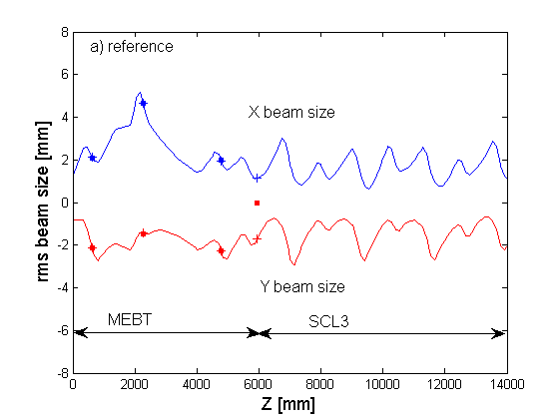 a) reference
8
6
4
2
0
-2
-4
-6
-8
rms beam size [mm]
X beam size
Y beam size
MEBT
SCL3
0 2000 4000 6000 8000 10000 12000 14000
Z [mm]